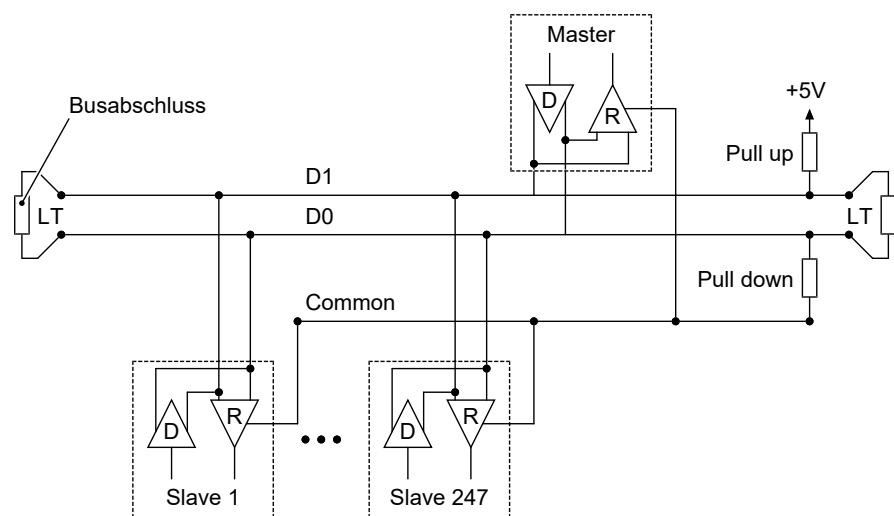 Master
D
R
Busabschluss
+5V
Pull up
D1
LT
D0
LT
Pull down
Common
D
R
D
R
Slave 1
Slave 247